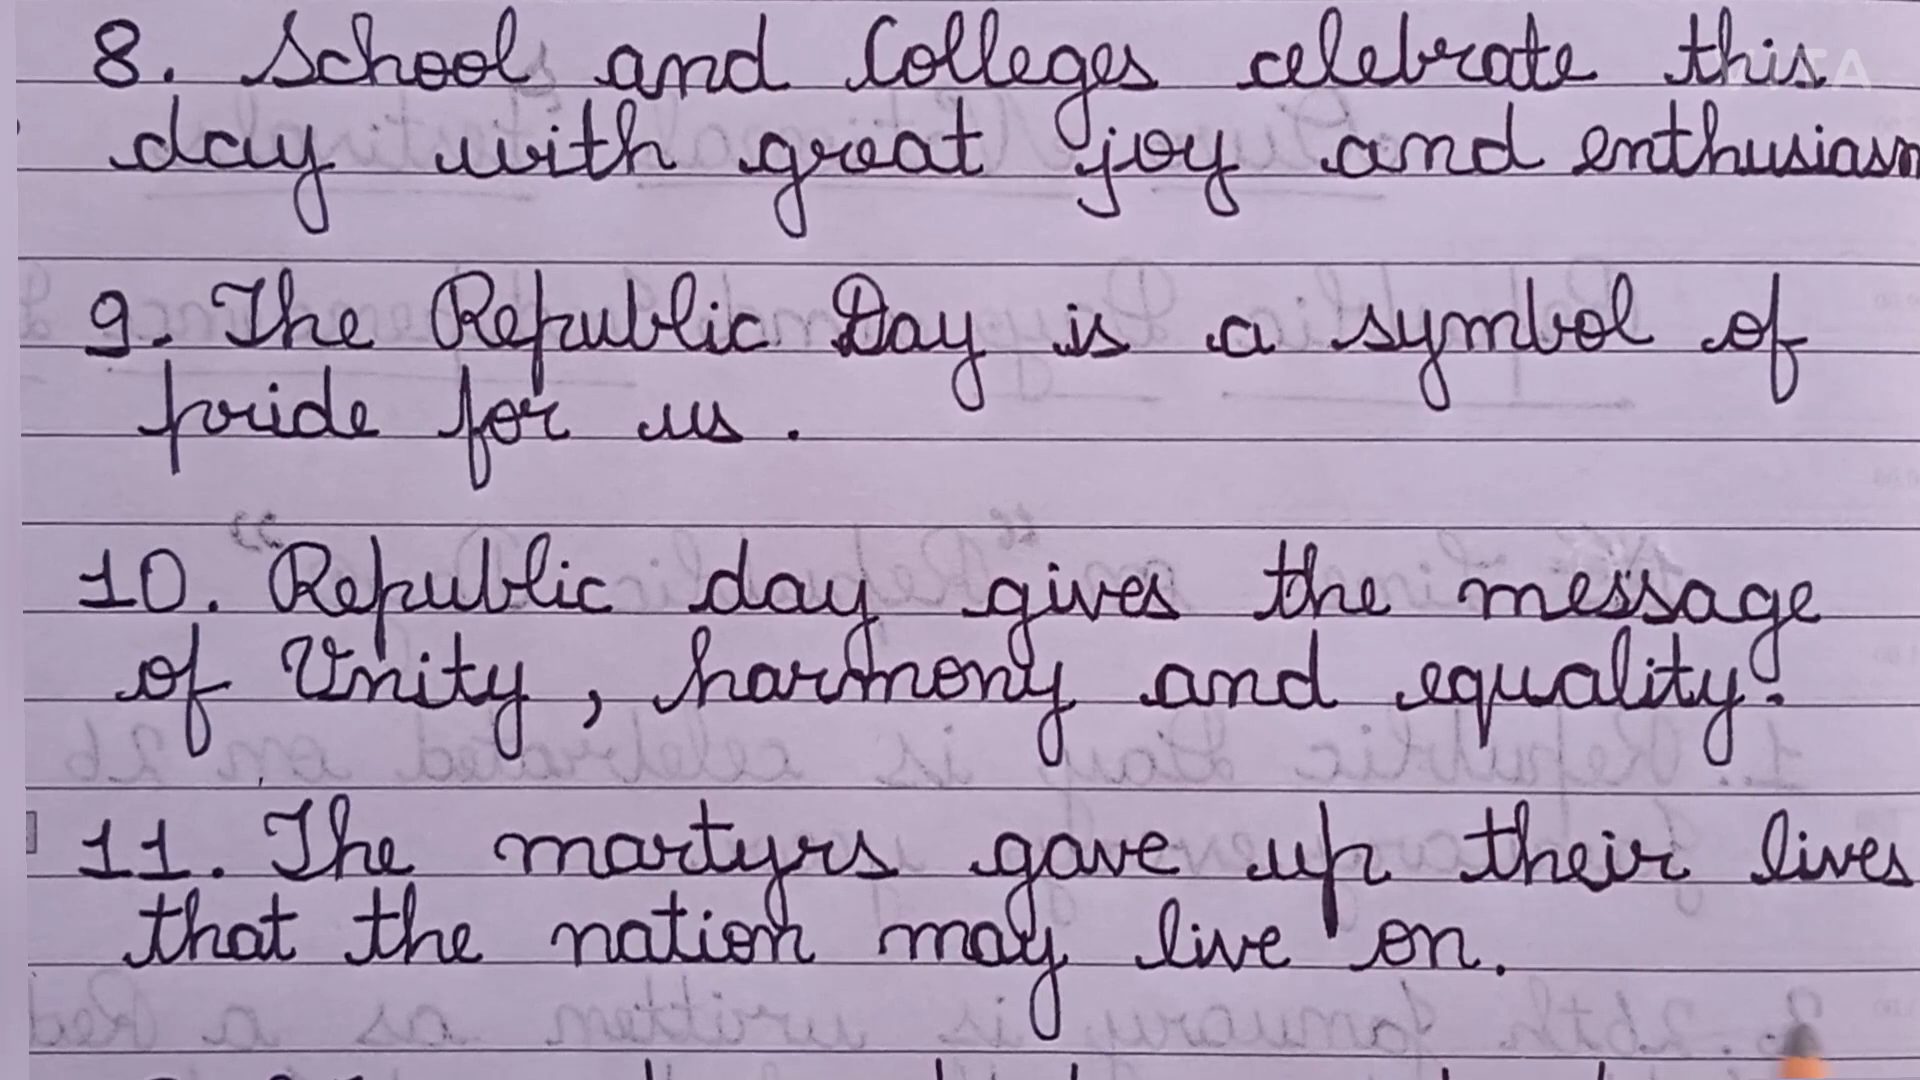 8. School and Colleges celebrate this
day with great joy and enthusiasm
9. The Republic Day is a symbol of
pride for us.
10. Republic day gives the message
of Unity, harmony and equality.
11. The martyrs gave up their lives
that the nation may live on.